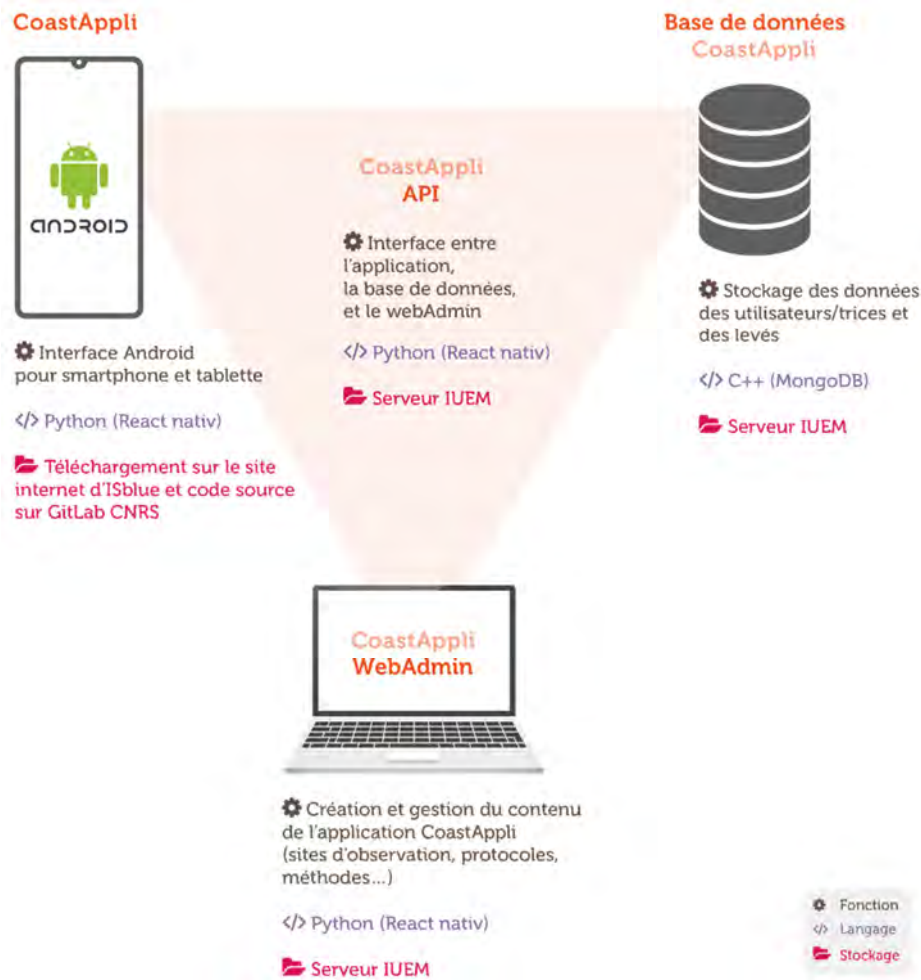 CoastAppli
android
Interface Android
pour smartphone et tablette
</> Python (React nativ)
Téléchargement sur le site
internet d'ISblue et code source
sur GitLab CNRS
CoastAppli
API
Interface entre
l'application,
la base de données,
et le webAdmin
</> Python (React nativ)
Serveur IUEM
Base de données
CoastAppli
Stockage des données
des utilisateurs/trices et
des levés
</> C++ (MongoDB)
Serveur IUEM
CoastAppli
WebAdmin
Création et gestion du contenu
de l'application CoastAppli
(sites d'observation, protocoles,
méthodes...)
</> Python (React nativ)
Serveur IUEM
Fonction
</> Langage
Stockage